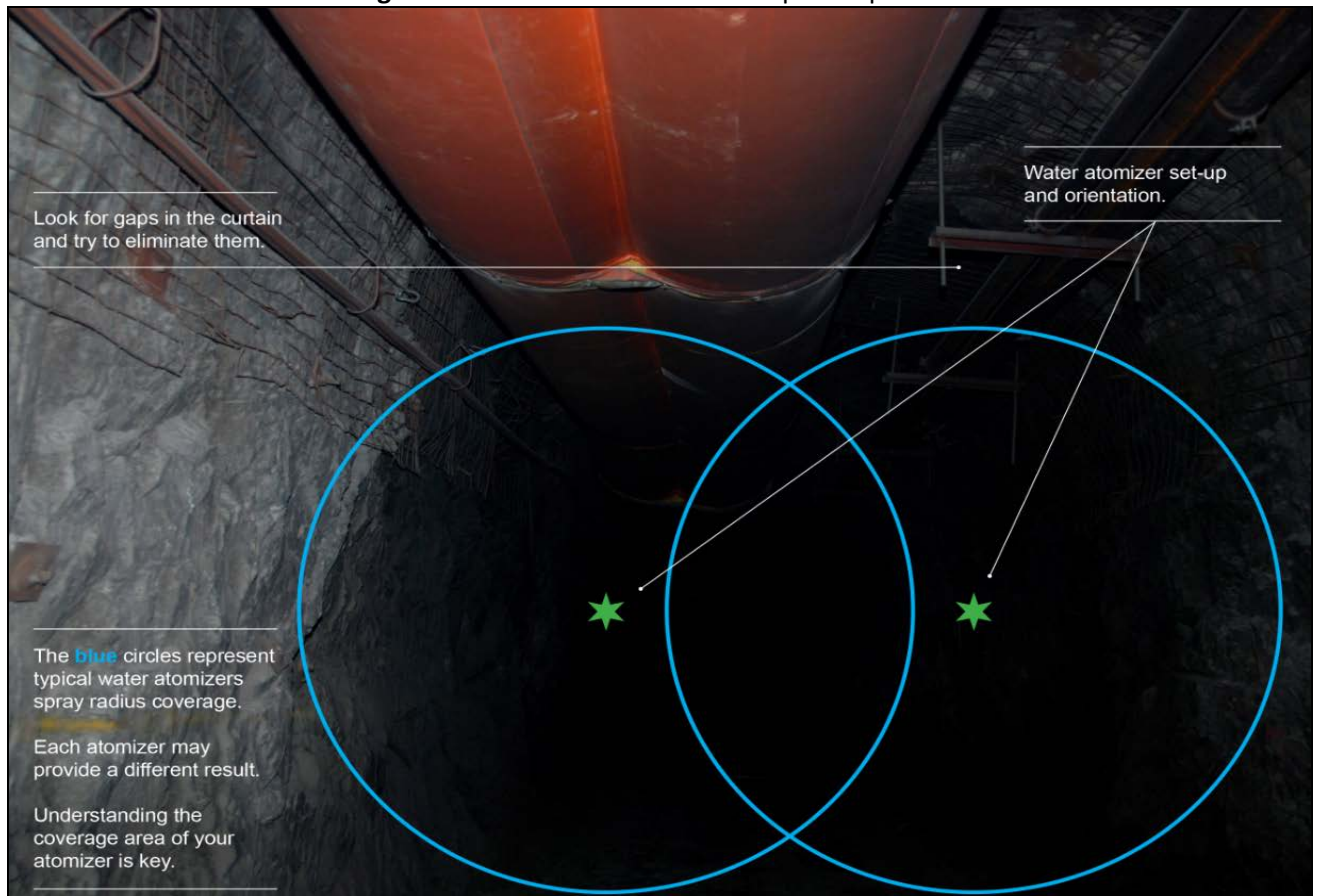 Look for gaps in the curtain
and try to eliminate them.
Water atomizer set-up
and orientation.
The blue circles represent
typical water atomizers
spray radius coverage.
Each atomizer may
provide a different result.
Understanding the
coverage area of your
atomizer is key.